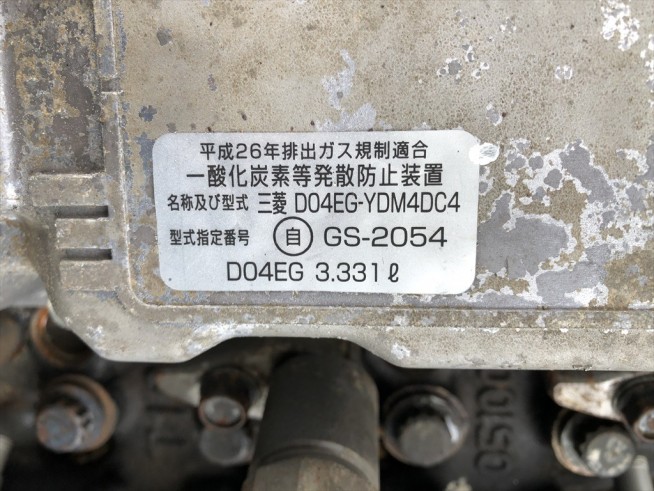 平成26年排出ガス規制適合
一酸化炭素等発散防止装置
名称及び型式 三菱 D04EG-YDM4DC4
型式指定番号 自 GS-2054
D04EG 3.331ℓ